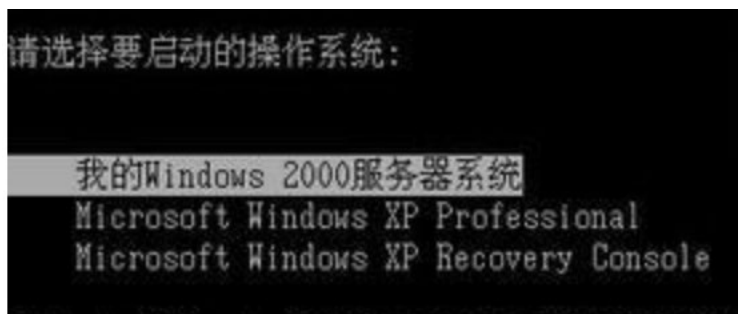 请选择要启动的操作系统:
我的Windows 2000服务器系统
Microsoft Windows XP Professional
Microsoft Windows XP Recovery Console